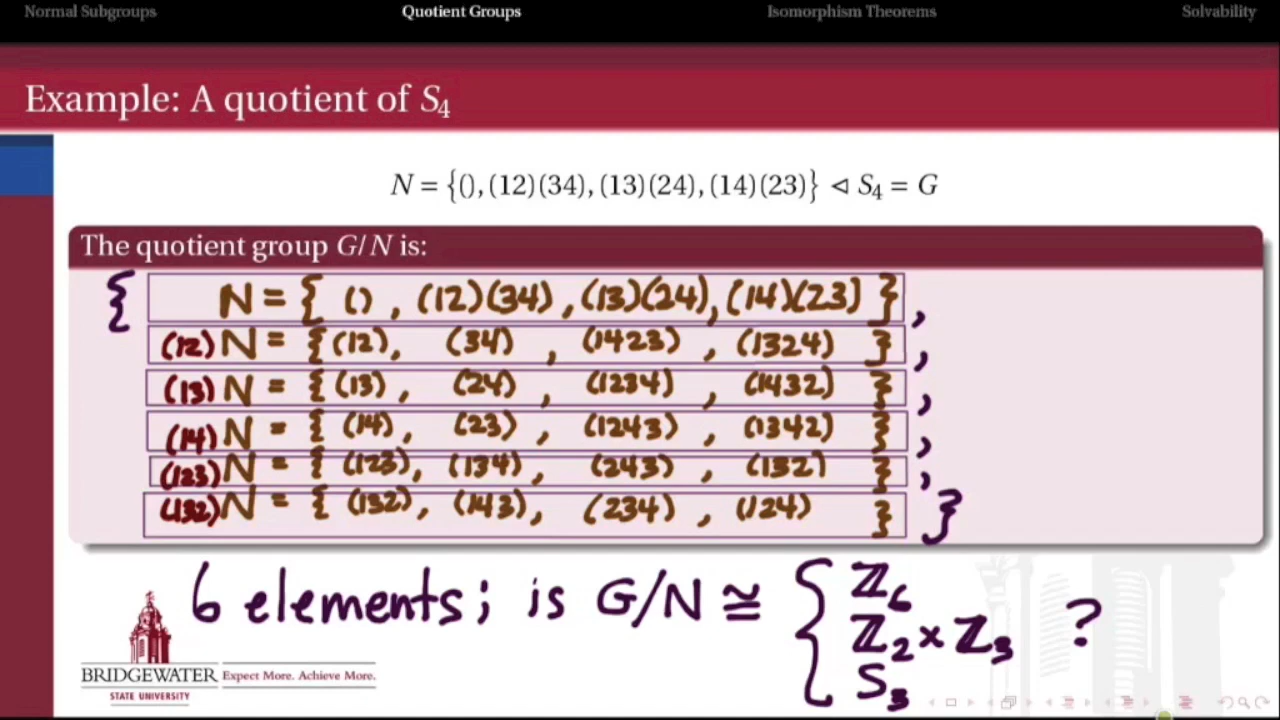 Normal Subgroups Quotient Groups Isomorphism Theorems Solvability
Example: A quotient of S₄
N = {(), (12)(34), (13)(24), (14)(23)} ⊲ S₄ = G
The quotient group G/N is:
{ N = { () , (12)(34) , (13)(24), (14)(23) } ,
(12) N = { (12), (34) , (1423) , (1324) } ,
(13) N = { (13) , (24) , (1234) , (1432) } ,
(14) N = { (14) , (23) , (1243) , (1342) } ,
(123) N = { (123), (134) , (243) , (132) } ,
(132) N = { (132) , (143) , (234) , (124) } }
6 elements; is G/N ≅ { ℤ₆
ℤ₂ × ℤ₃ ?
S₃
BRIDGEWATER Expect More. Achieve More.
STATE UNIVERSITY